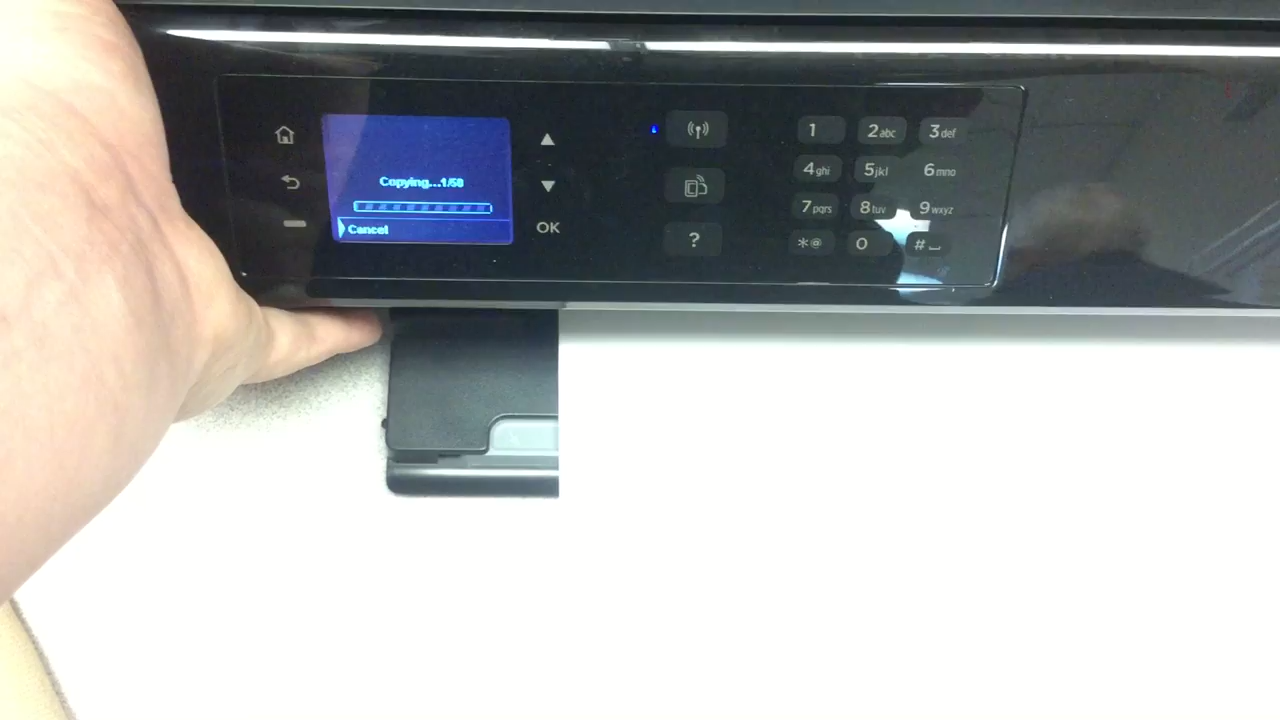 Copying...1/50
Cancel
OK
?
1 2abc 3def
4ghi 5jkl 6mno
7pqrs 8tuv 9wxyz
*@ 0 #